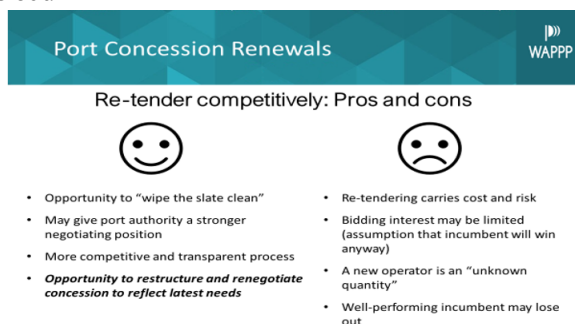 Port Concession Renewals
WAPPP
Re-tender competitively: Pros and cons
• Opportunity to “wipe the slate clean”
• May give port authority a stronger
negotiating position
• More competitive and transparent process
• Opportunity to restructure and renegotiate
concession to reflect latest needs
• Re-tendering carries cost and risk
• Bidding interest may be limited
(assumption that incumbent will win
anyway)
• A new operator is an “unknown
quantity”
• Well-performing incumbent may lose
out